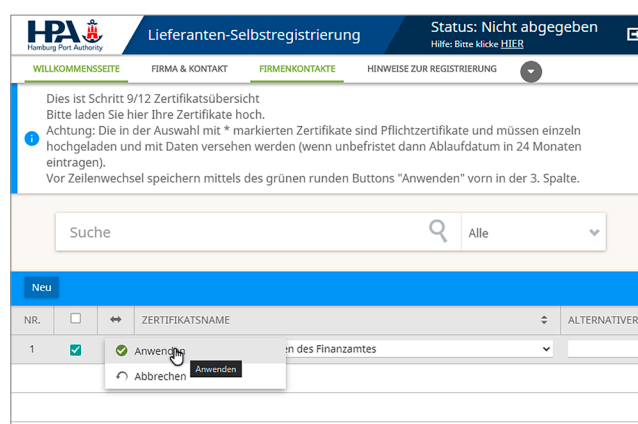 HPA
Hamburg Port Authority
Lieferanten-Selbstregistrierung
Status: Nicht abgegeben
Hilfe: Bitte klicke HIER
WILLKOMMENSSEITE FIRMA & KONTAKT FIRMENKONTAKTE HINWEISE ZUR REGISTRIERUNG
Dies ist Schritt 9/12 Zertifikatsübersicht
Bitte laden Sie hier Ihre Zertifikate hoch.
Achtung: Die in der Auswahl mit * markierten Zertifikate sind Pflichtzertifikate und müssen einzeln
hochgeladen und mit Daten versehen werden (wenn unbefristet dann Ablaufdatum in 24 Monaten
eintragen).
Vor Zeilenwechsel speichern mittels des grünen runden Buttons "Anwenden" vorn in der 3. Spalte.
Suche Alle
Neu
NR. ZERTIFIKATSNAME ALTERNATIVER
1 Anwenden en des Finanzamtes
Abbrechen Anwenden